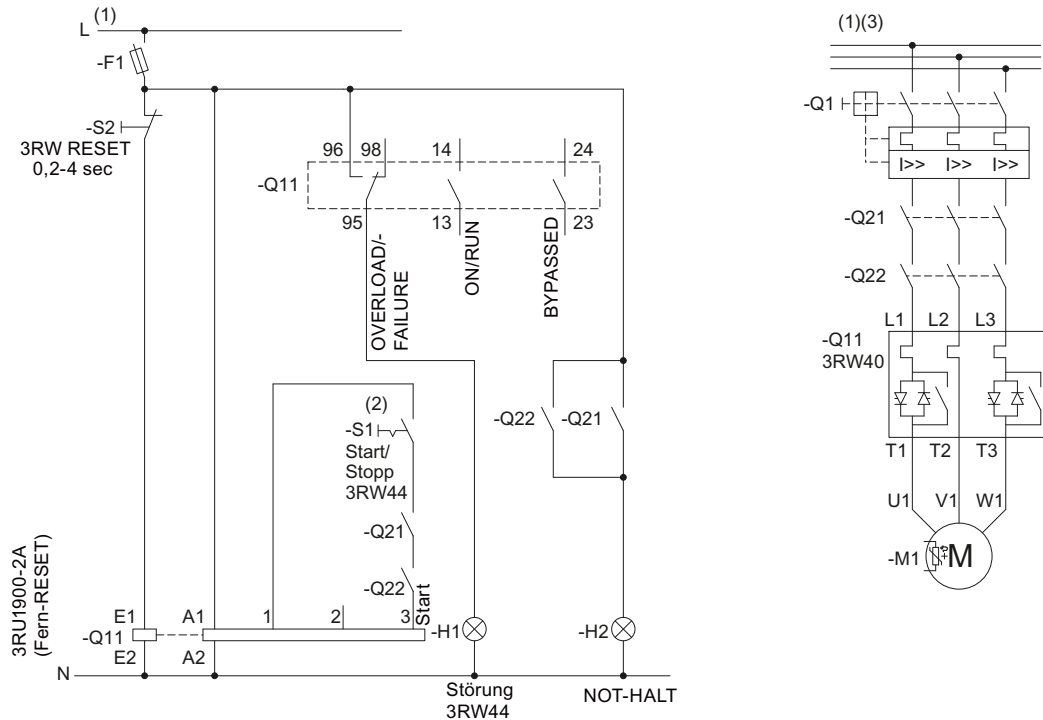 (1)
L
-F1
-S2
3RW RESET
0,2-4 sec
96 98 14 24
-Q11
95 13 23
OVERLOAD/-
FAILURE
ON/RUN
BYPASSED
(2)
-S1
Start/
Stopp
3RW44
-Q22 -Q21
-Q21
-Q22
Start
3RU1900-2A
(Fern-RESET)
E1 A1 1 2 3
-Q11
-H1
-H2
E2 A2
N
Störung
3RW44
NOT-HALT
(1)(3)
-Q1
I>> I>> I>>
-Q21
-Q22
L1 L2 L3
-Q11
3RW40
T1 T2 T3
U1 V1 W1
-M1
M